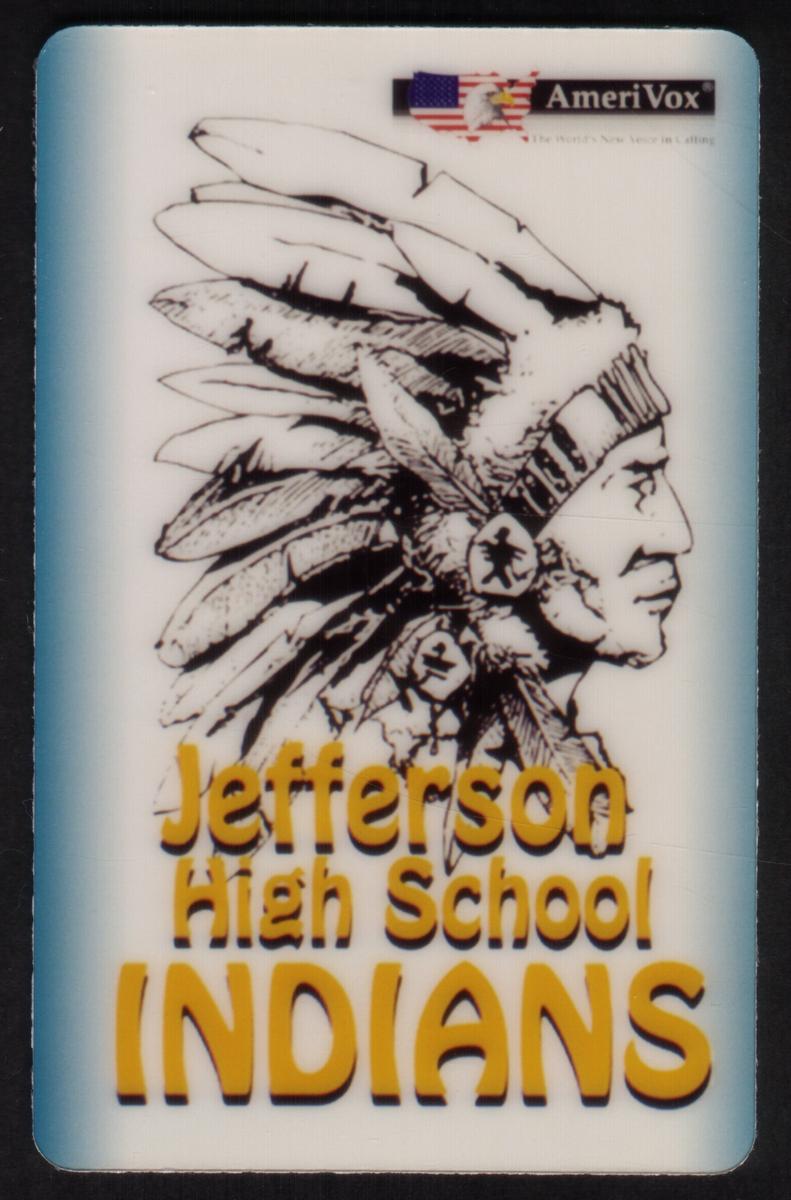 AmeriVox®
The World's New Voice in Calling
Jefferson
High School
INDIANS